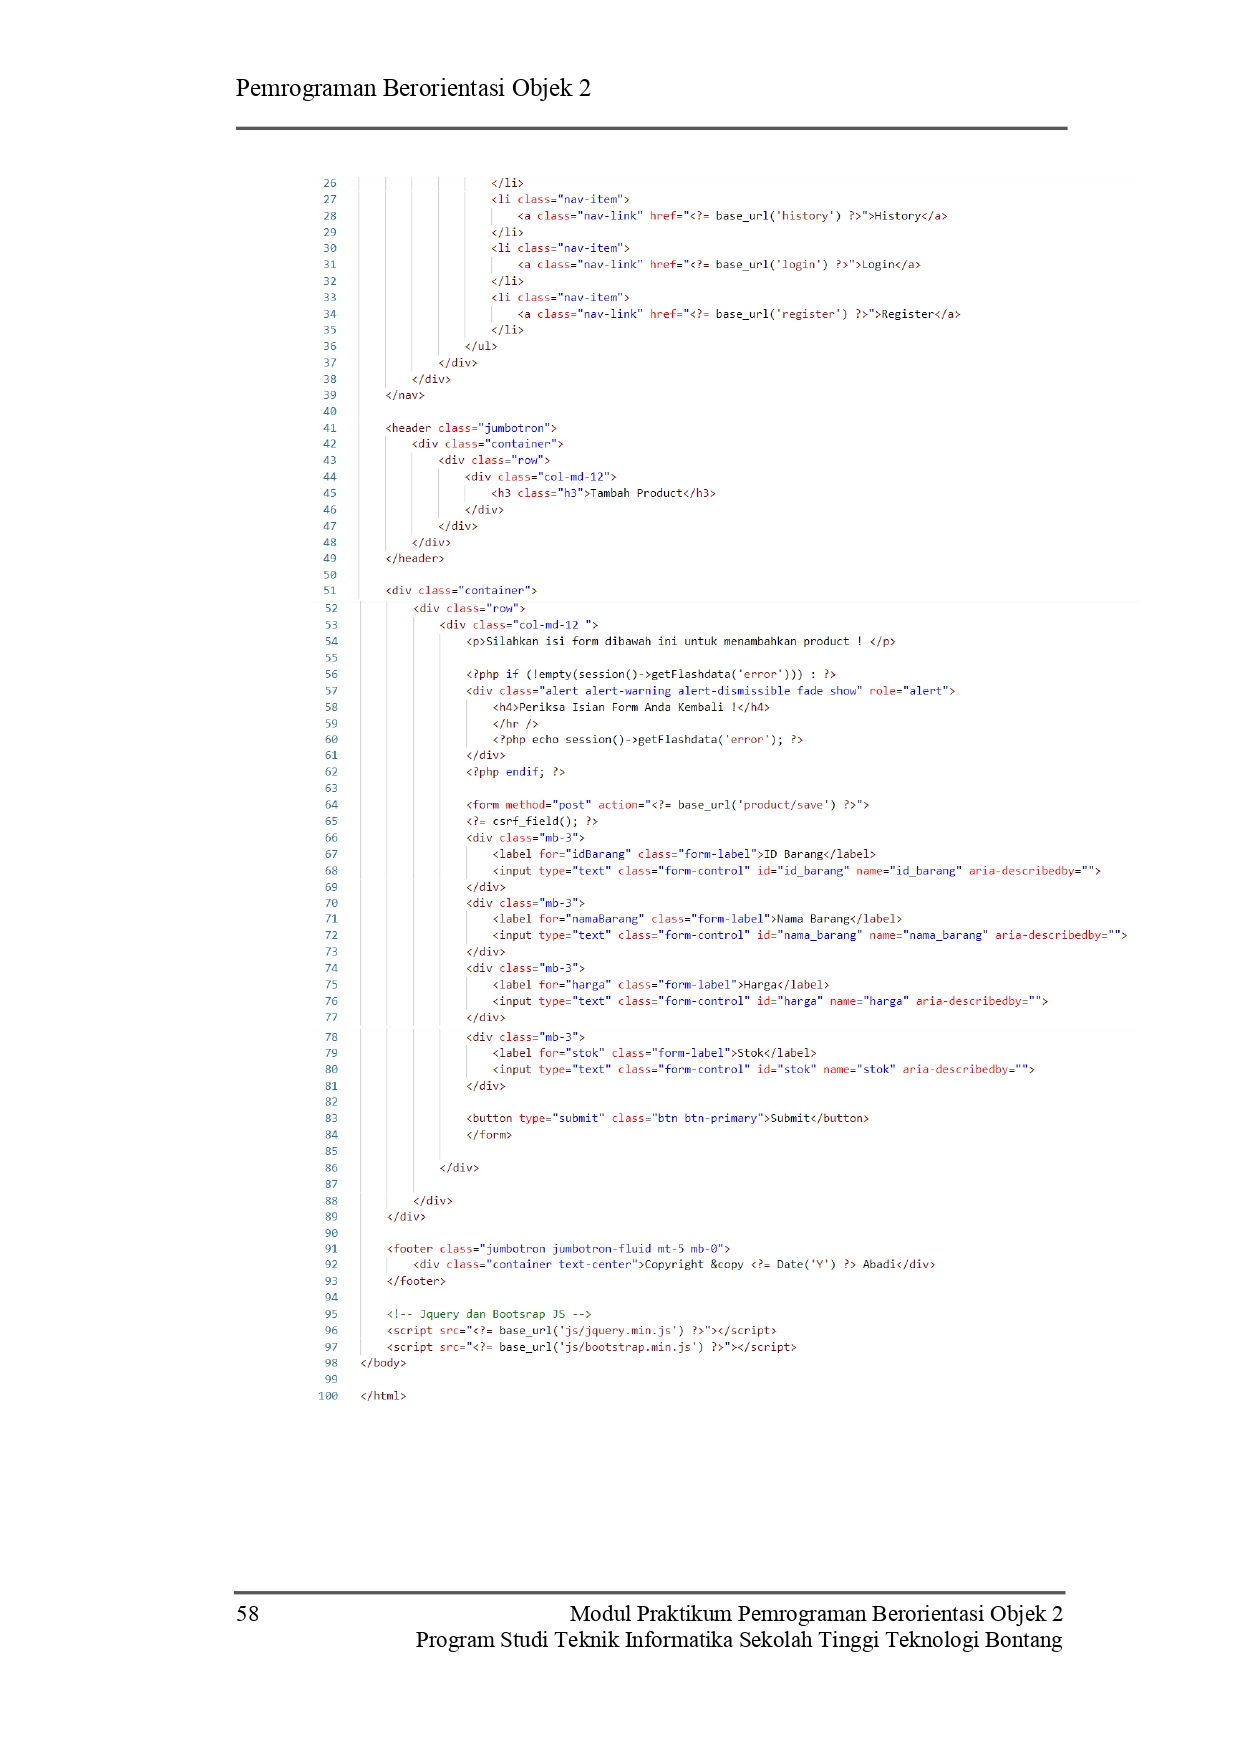 Pemrograman Berorientasi Objek 2
26 </li>
27 <li class="nav-item">
28 <a class="nav-link" href="<?= base_url('history') ?>">History</a>
29 </li>
30 <li class="nav-item">
31 <a class="nav-link" href="<?= base_url('login') ?>">Login</a>
32 </li>
33 <li class="nav-item">
34 <a class="nav-link" href="<?= base_url('register') ?>">Register</a>
35 </li>
36 </ul>
37 </div>
38 </div>
39 </nav>
40
41 <header class="jumbotron">
42 <div class="container">
43 <div class="row">
44 <div class="col-md-12">
45 <h3 class="h3">Tambah Product</h3>
46 </div>
47 </div>
48 </div>
49 </header>
50
51 <div class="container">
52 <div class="row">
53 <div class="col-md-12 ">
54 <p>Silahkan isi form dibawah ini untuk menambahkan product ! </p>
55
56 <?php if (!empty(session()->getFlashdata('error'))) : ?>
57 <div class="alert alert-warning alert-dismissible fade show" role="alert">
58 <h4>Periksa Isian Form Anda Kembali !</h4>
59 </hr />
60 <?php echo session()->getFlashdata('error'); ?>
61 </div>
62 <?php endif; ?>
63
64 <form method="post" action="<?= base_url('product/save') ?>">
65 <?= csrf_field(); ?>
66 <div class="mb-3">
67 <label for="idBarang" class="form-label">ID Barang</label>
68 <input type="text" class="form-control" id="id_barang" name="id_barang" aria-describedby="">
69 </div>
70 <div class="mb-3">
71 <label for="namaBarang" class="form-label">Nama Barang</label>
72 <input type="text" class="form-control" id="nama_barang" name="nama_barang" aria-describedby="">
73 </div>
74 <div class="mb-3">
75 <label for="harga" class="form-label">Harga</label>
76 <input type="text" class="form-control" id="harga" name="harga" aria-describedby="">
77 </div>
78 <div class="mb-3">
79 <label for="stok" class="form-label">Stok</label>
80 <input type="text" class="form-control" id="stok" name="stok" aria-describedby="">
81 </div>
82
83 <button type="submit" class="btn btn-primary">Submit</button>
84 </form>
85
86 </div>
87
88 </div>
89 </div>
90
91 <footer class="jumbotron jumbotron-fluid mt-5 mb-0">
92 <div class="container text-center">Copyright &copy <?= Date('Y') ?> Abadi</div>
93 </footer>
94
95 <!-- Jquery dan Bootsrap JS -->
96 <script src="<?= base_url('js/jquery.min.js') ?>"></script>
97 <script src="<?= base_url('js/bootstrap.min.js') ?>"></script>
98 </body>
99
100 </html>
58 Modul Praktikum Pemrograman Berorientasi Objek 2
Program Studi Teknik Informatika Sekolah Tinggi Teknologi Bontang